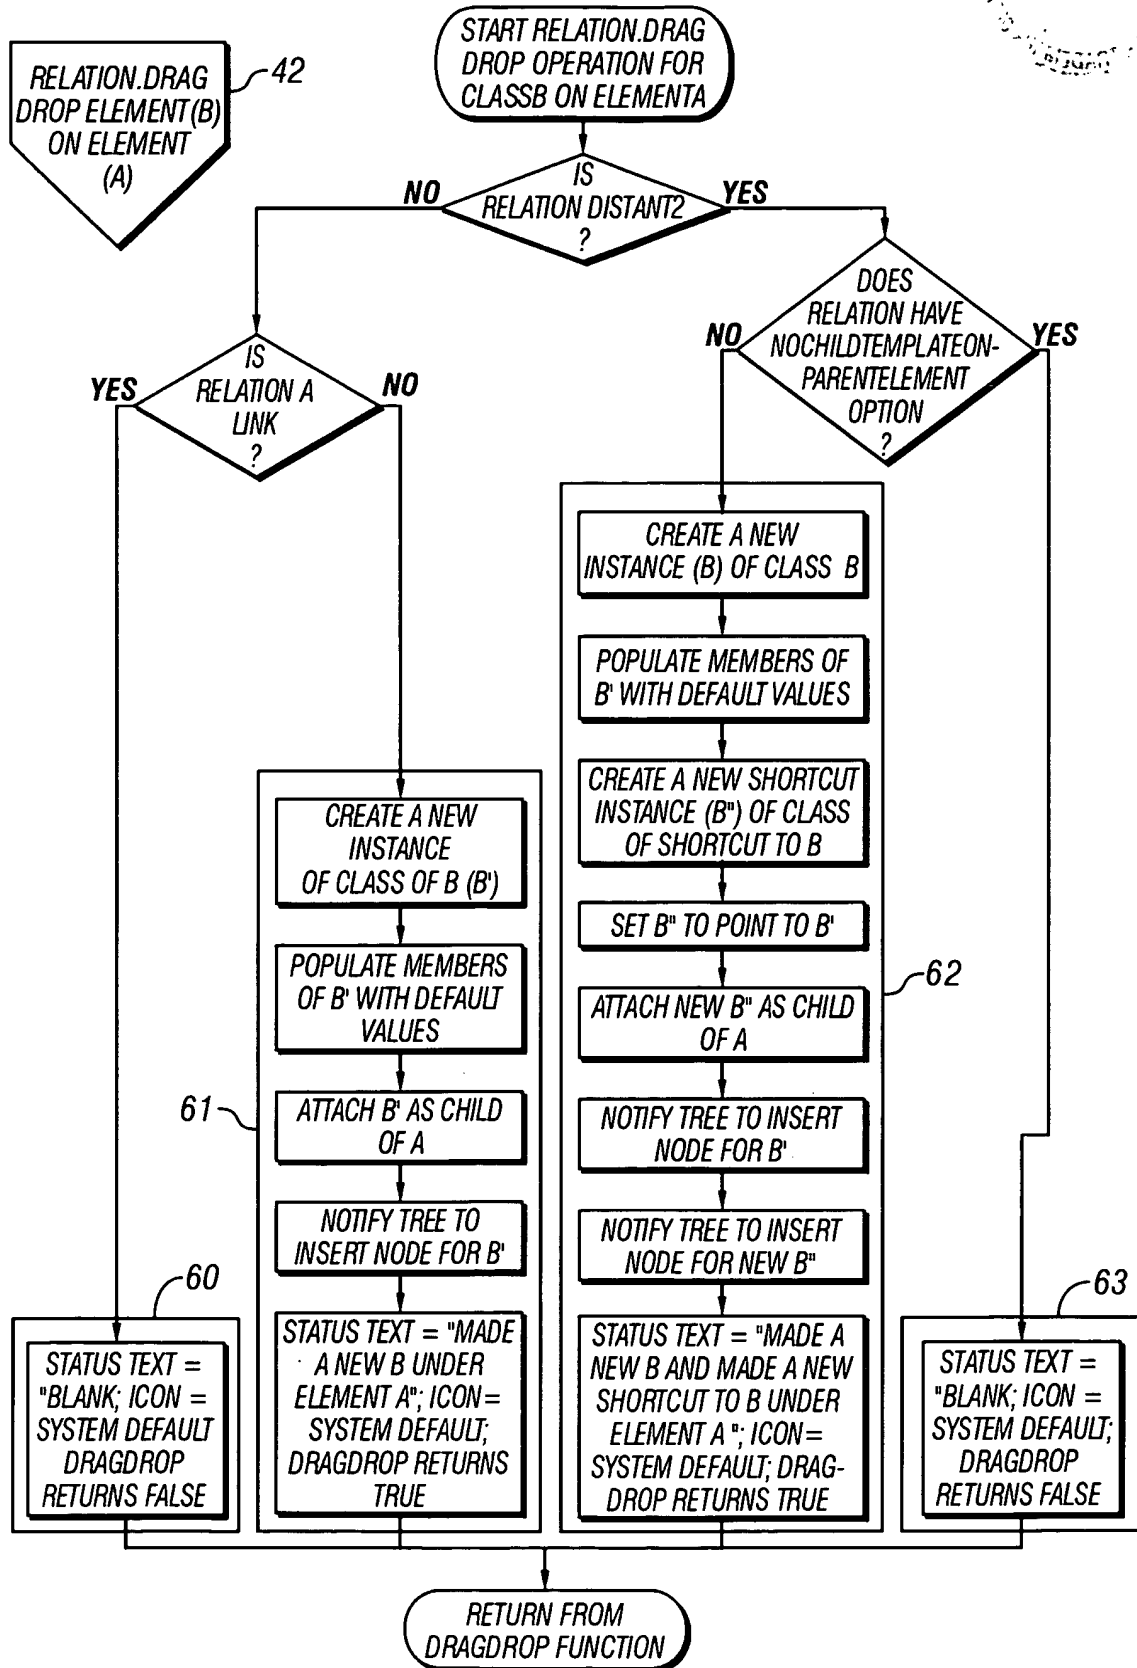 START RELATION.DRAG
DROP OPERATION FOR
CLASSB ON ELEMENTA
RELATION.DRAG
DROP ELEMENT(B)
ON ELEMENT
(A)
42
IS
RELATION DISTANT2
?
NO
YES
DOES
RELATION HAVE
NOCHILDTEMPLATEON-
PARENTELEMENT
OPTION
?
NO
YES
IS
RELATION A
LINK
?
YES
NO
CREATE A NEW
INSTANCE (B) OF CLASS B
POPULATE MEMBERS OF
B' WITH DEFAULT VALUES
CREATE A NEW SHORTCUT
INSTANCE (B") OF CLASS
OF SHORTCUT TO B
SET B" TO POINT TO B'
ATTACH NEW B" AS CHILD
OF A
NOTIFY TREE TO INSERT
NODE FOR B'
NOTIFY TREE TO INSERT
NODE FOR NEW B"
STATUS TEXT = "MADE A
NEW B AND MADE A NEW
SHORTCUT TO B UNDER
ELEMENT A"; ICON=
SYSTEM DEFAULT; DRAG-
DROP RETURNS TRUE
62
CREATE A NEW
INSTANCE
OF CLASS OF B (B')
POPULATE MEMBERS
OF B' WITH DEFAULT
VALUES
ATTACH B' AS CHILD
OF A
NOTIFY TREE TO
INSERT NODE FOR B'
STATUS TEXT = "MADE
A NEW B UNDER
ELEMENT A"; ICON=
SYSTEM DEFAULT;
DRAGDROP RETURNS
TRUE
61
60
STATUS TEXT =
"BLANK; ICON =
SYSTEM DEFAULT
DRAGDROP
RETURNS FALSE
63
STATUS TEXT =
"BLANK; ICON =
SYSTEM DEFAULT;
DRAGDROP
RETURNS FALSE
RETURN FROM
DRAGDROP FUNCTION